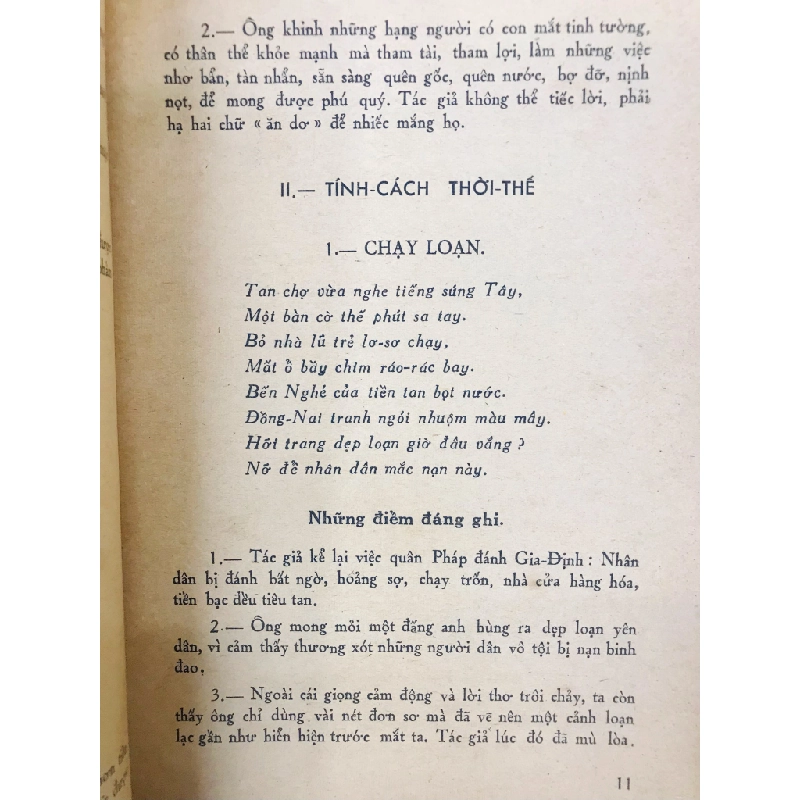 2.— Ông khinh những hạng người có con mắt tinh tường,
có thân thể khỏe mạnh mà tham tài, tham lợi, làm những việc
nhơ bẩn, tàn nhẫn, sẵn sàng quên gốc, quên nước, bợ đỡ, nịnh
nọt, để mong được phú quý. Tác giả không thể tiếc lời, phải
hạ hai chữ « ăn dơ » để nhiếc mắng họ.
II.— TÍNH-CÁCH THỜI-THẾ
1.— CHẠY LOẠN.
Tan chợ vừa nghe tiếng súng Tây,
Một bàn cờ thế phút sa tay.
Bỏ nhà lũ trẻ lơ-sơ chạy.
Mất ồ bầy chim ráo-rác bay.
Bến Nghé của tiền tan bọt nước.
Đồng-Nai tranh ngói nhuộm màu mây.
Hỡi trang dẹp loạn giờ đâu vắng ?
Nỡ để nhân dân mắc nạn này.
Những điểm đáng ghi.
1.— Tác giả kể lại việc quân Pháp đánh Gia-Định : Nhân
dân bị đánh bất ngờ, hoảng sợ, chạy trốn, nhà cửa hàng hóa,
tiền bạc đều tiêu tan.
2.— Ông mong mỏi một đấng anh hùng ra dẹp loạn yên
dân, vì cảm thấy thương xót những người dân vô tội bị nạn binh
đao.
3.— Ngoài cái giọng cảm động và lời thơ trôi chảy, ta còn
thấy ông chỉ dùng vài nét đơn sơ mà đã vẽ nên một cảnh loạn
lạc gần như hiển hiện trước mắt ta. Tác giả lúc đó đã mù lòa.
11